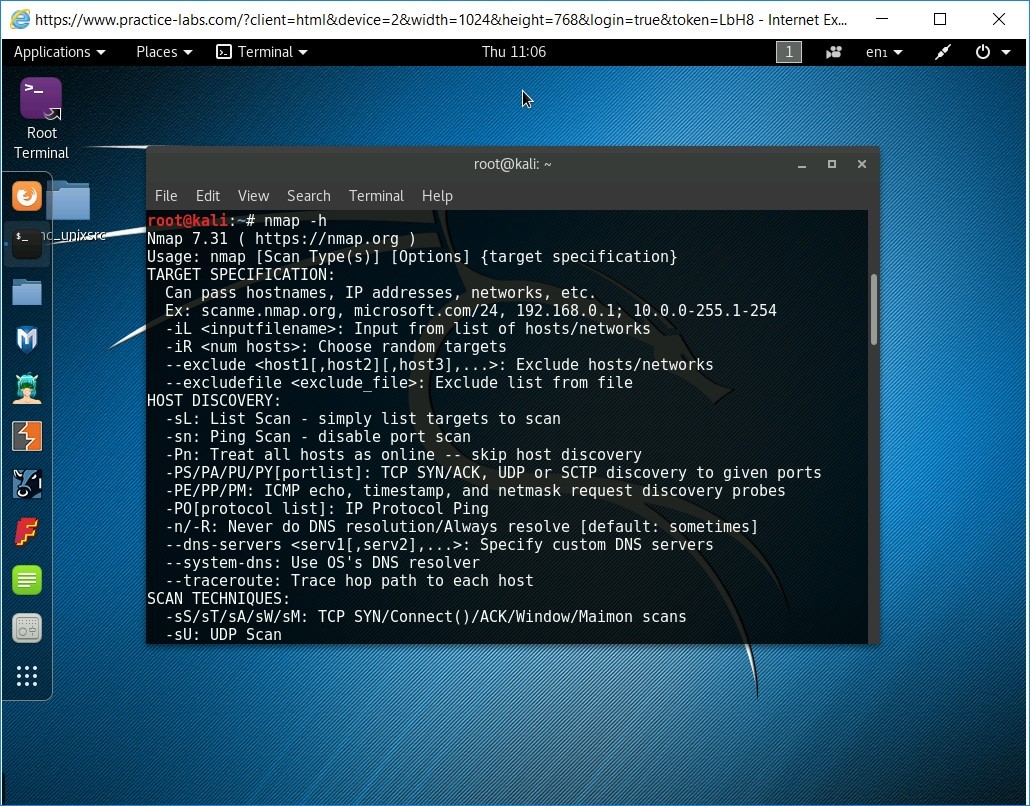 https://www.practice-labs.com/?client=html&device=2&width=1024&height=768&login=true&token=LbH8 - Internet Ex...
Applications Places Terminal Thu 11:06 1 en1
Root
Terminal
nc_unixsrc
root@kali: ~
File Edit View Search Terminal Help
root@kali:~# nmap -h
Nmap 7.31 ( https://nmap.org )
Usage: nmap [Scan Type(s)] [Options] {target specification}
TARGET SPECIFICATION:
  Can pass hostnames, IP addresses, networks, etc.
  Ex: scanme.nmap.org, microsoft.com/24, 192.168.0.1; 10.0.0-255.1-254
  -iL <inputfilename>: Input from list of hosts/networks
  -iR <num hosts>: Choose random targets
  --exclude <host1[,host2][,host3],...>: Exclude hosts/networks
  --excludefile <exclude_file>: Exclude list from file
HOST DISCOVERY:
  -sL: List Scan - simply list targets to scan
  -sn: Ping Scan - disable port scan
  -Pn: Treat all hosts as online -- skip host discovery
  -PS/PA/PU/PY[portlist]: TCP SYN/ACK, UDP or SCTP discovery to given ports
  -PE/PP/PM: ICMP echo, timestamp, and netmask request discovery probes
  -PO[protocol list]: IP Protocol Ping
  -n/-R: Never do DNS resolution/Always resolve [default: sometimes]
  --dns-servers <serv1[,serv2],...>: Specify custom DNS servers
  --system-dns: Use OS's DNS resolver
  --traceroute: Trace hop path to each host
SCAN TECHNIQUES:
  -sS/sT/sA/sW/sM: TCP SYN/Connect()/ACK/Window/Maimon scans
  -sU: UDP Scan